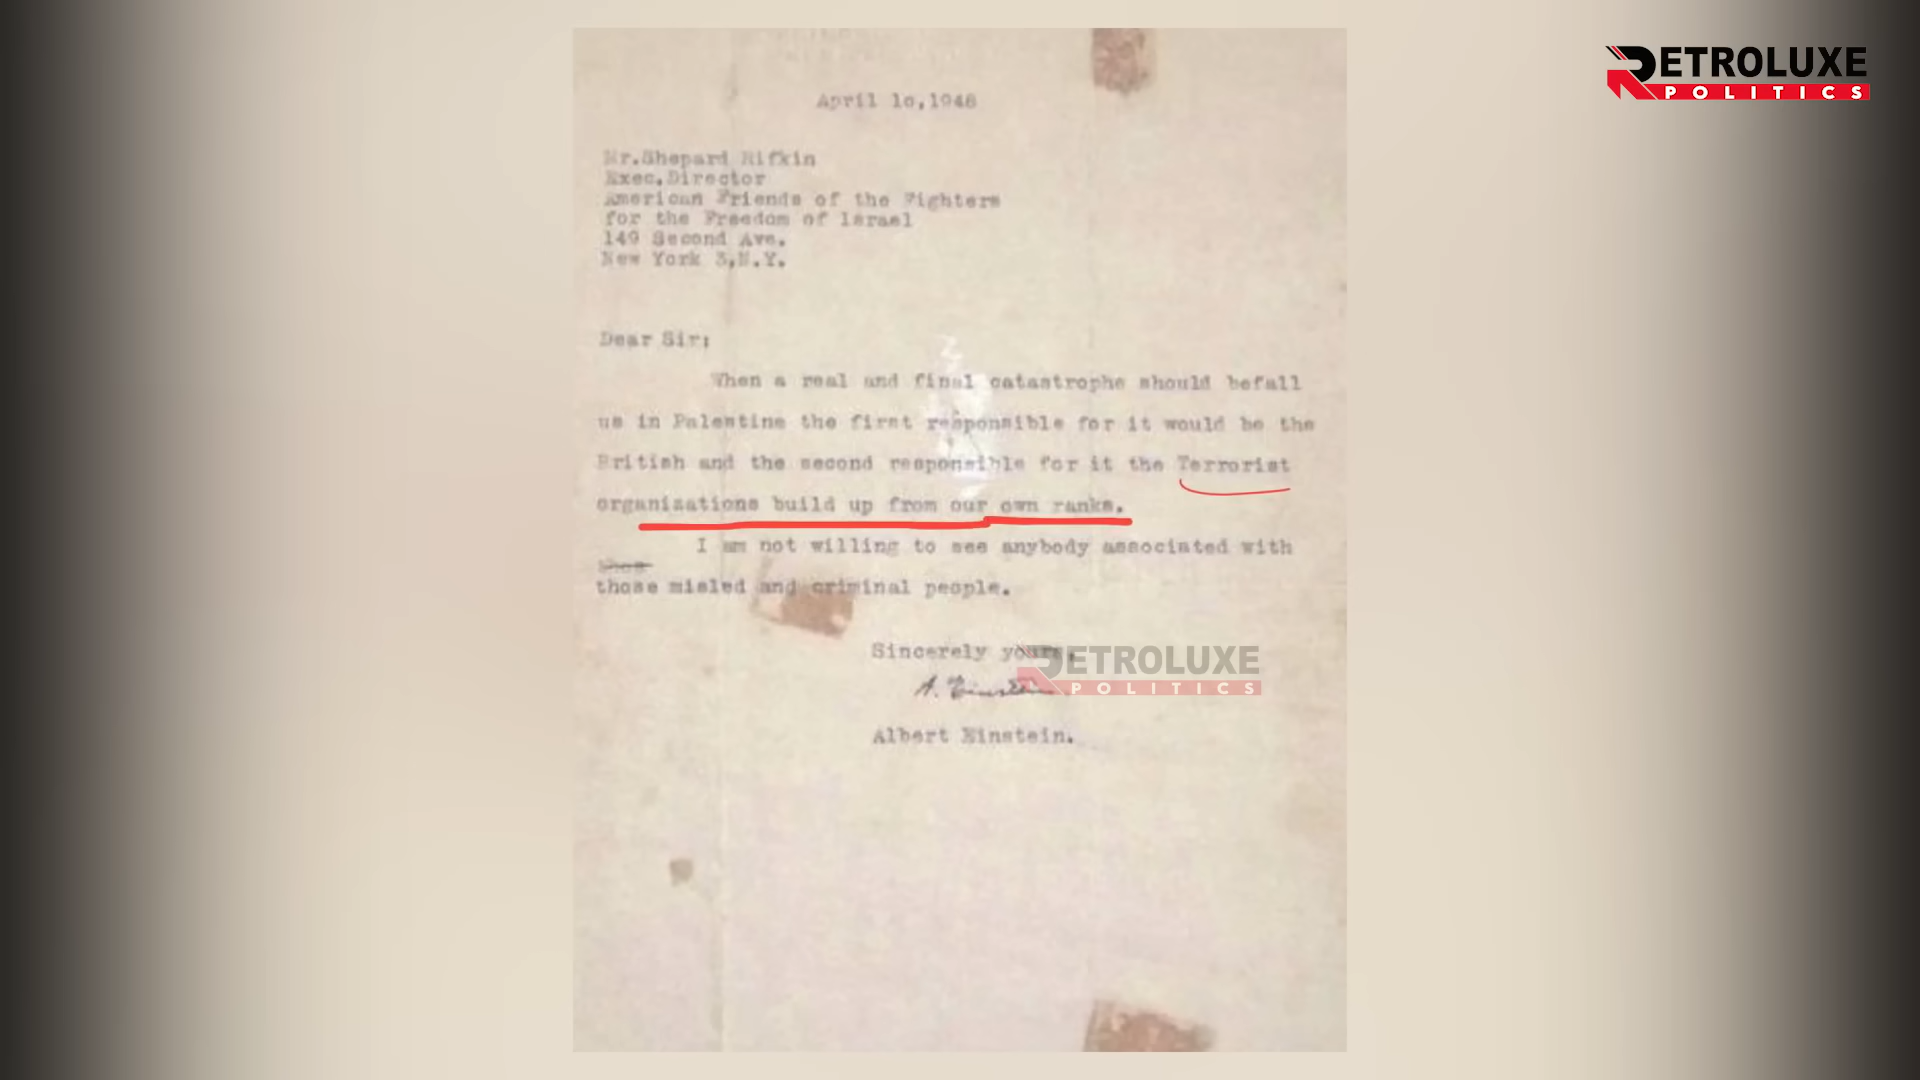 RETROLUXE
POLITICS
April 10,1948
Mr.Shepard Rifkin
Exec.Director
American Friends of the Fighters
for the Freedom of Israel
149 Second Ave.
New York 3,N.Y.
Dear Sir:
When a real and final catastrophe should befall
us in Palestine the first responsible for it would be the
British and the second responsible for it the Terrorist
organizations build up from our own ranks.
I am not willing to see anybody associated with
those misled and criminal people.
Sincerely yours,
A. Einstein
RETROLUXE
POLITICS
Albert Einstein.